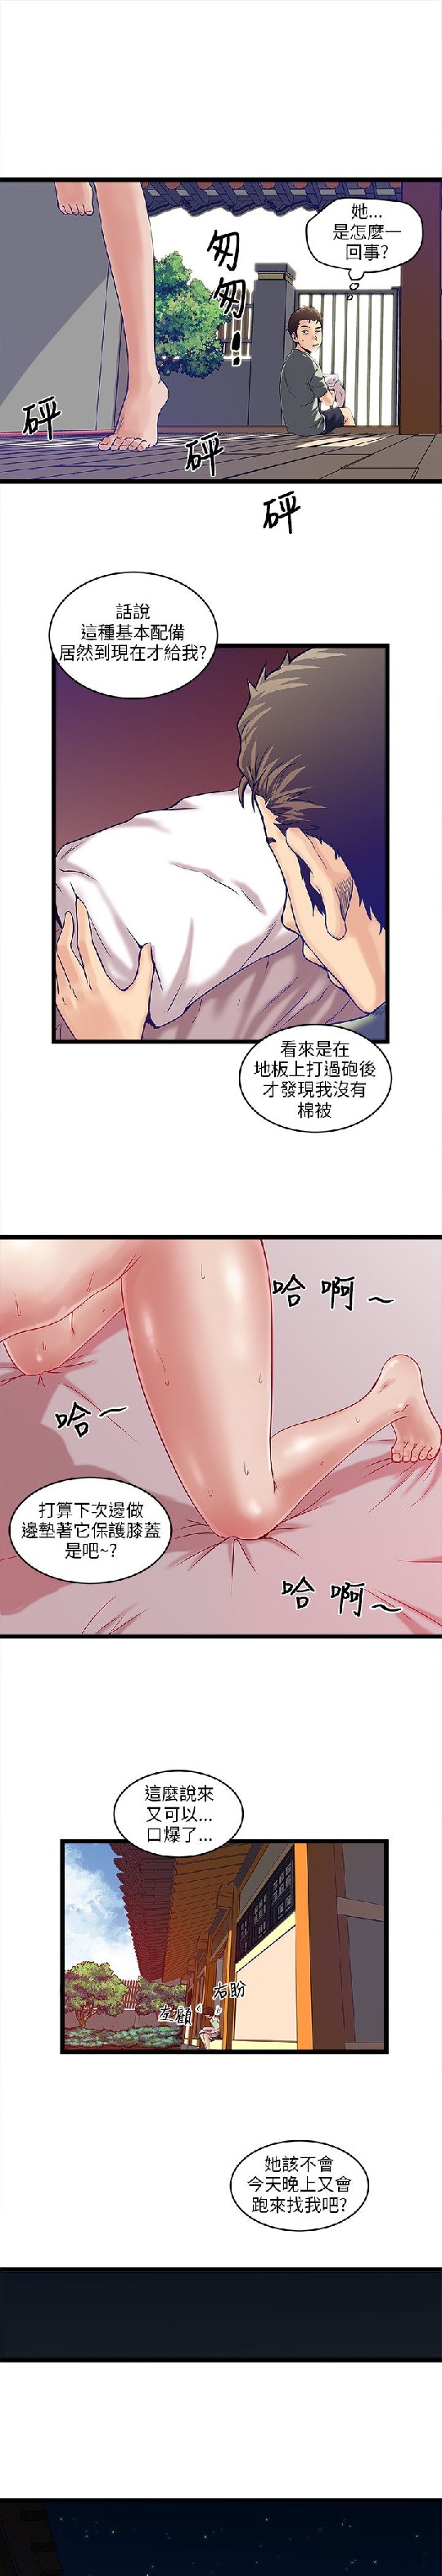 她...
是怎麼一
回事?
匆
匆
!
砰
砰
砰
話說
這種基本配備
居然到現在才給我?
看來是在
地板上打過砲後
才發現我沒有
棉被
哈 啊~
哈~
打算下次邊做
邊墊著它保護膝蓋
是吧~?
哈 啊~
這麼說來
又可以...
口爆了...
右盼
左顧
她該不會
今天晚上又會
跑來找我吧?